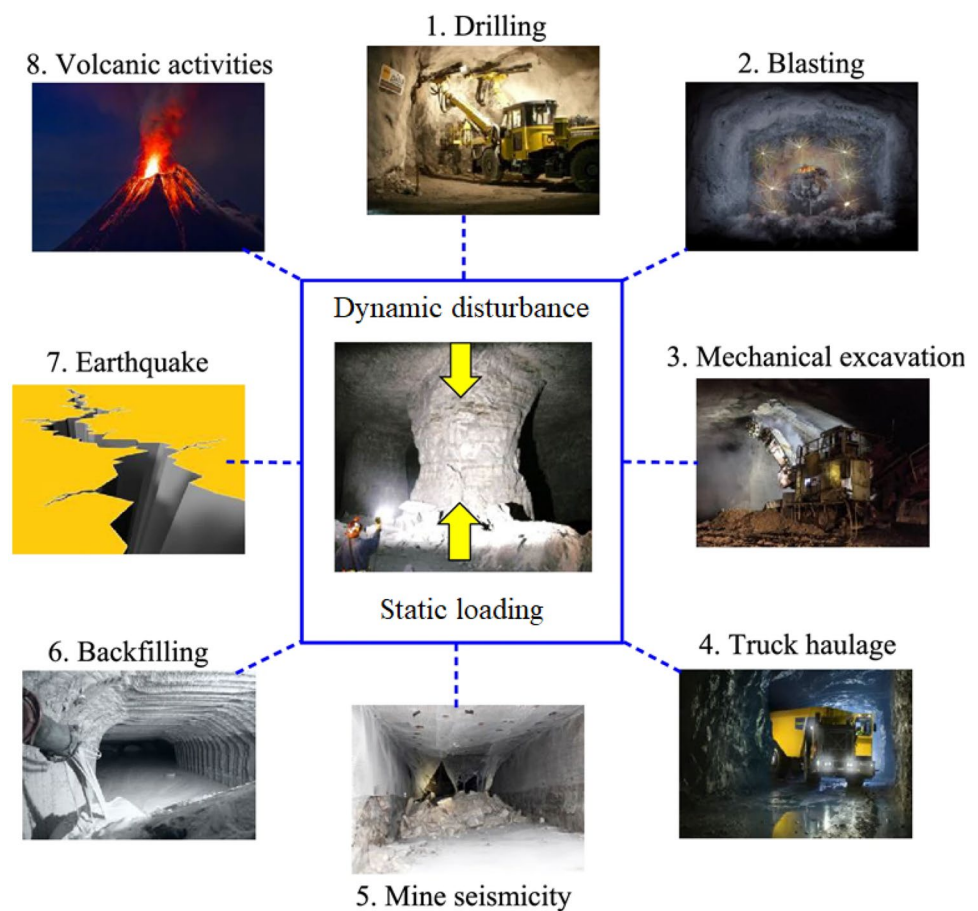 1. Drilling
8. Volcanic activities
2. Blasting
Dynamic disturbance
7. Earthquake
3. Mechanical excavation
Static loading
6. Backfilling
4. Truck haulage
5. Mine seismicity